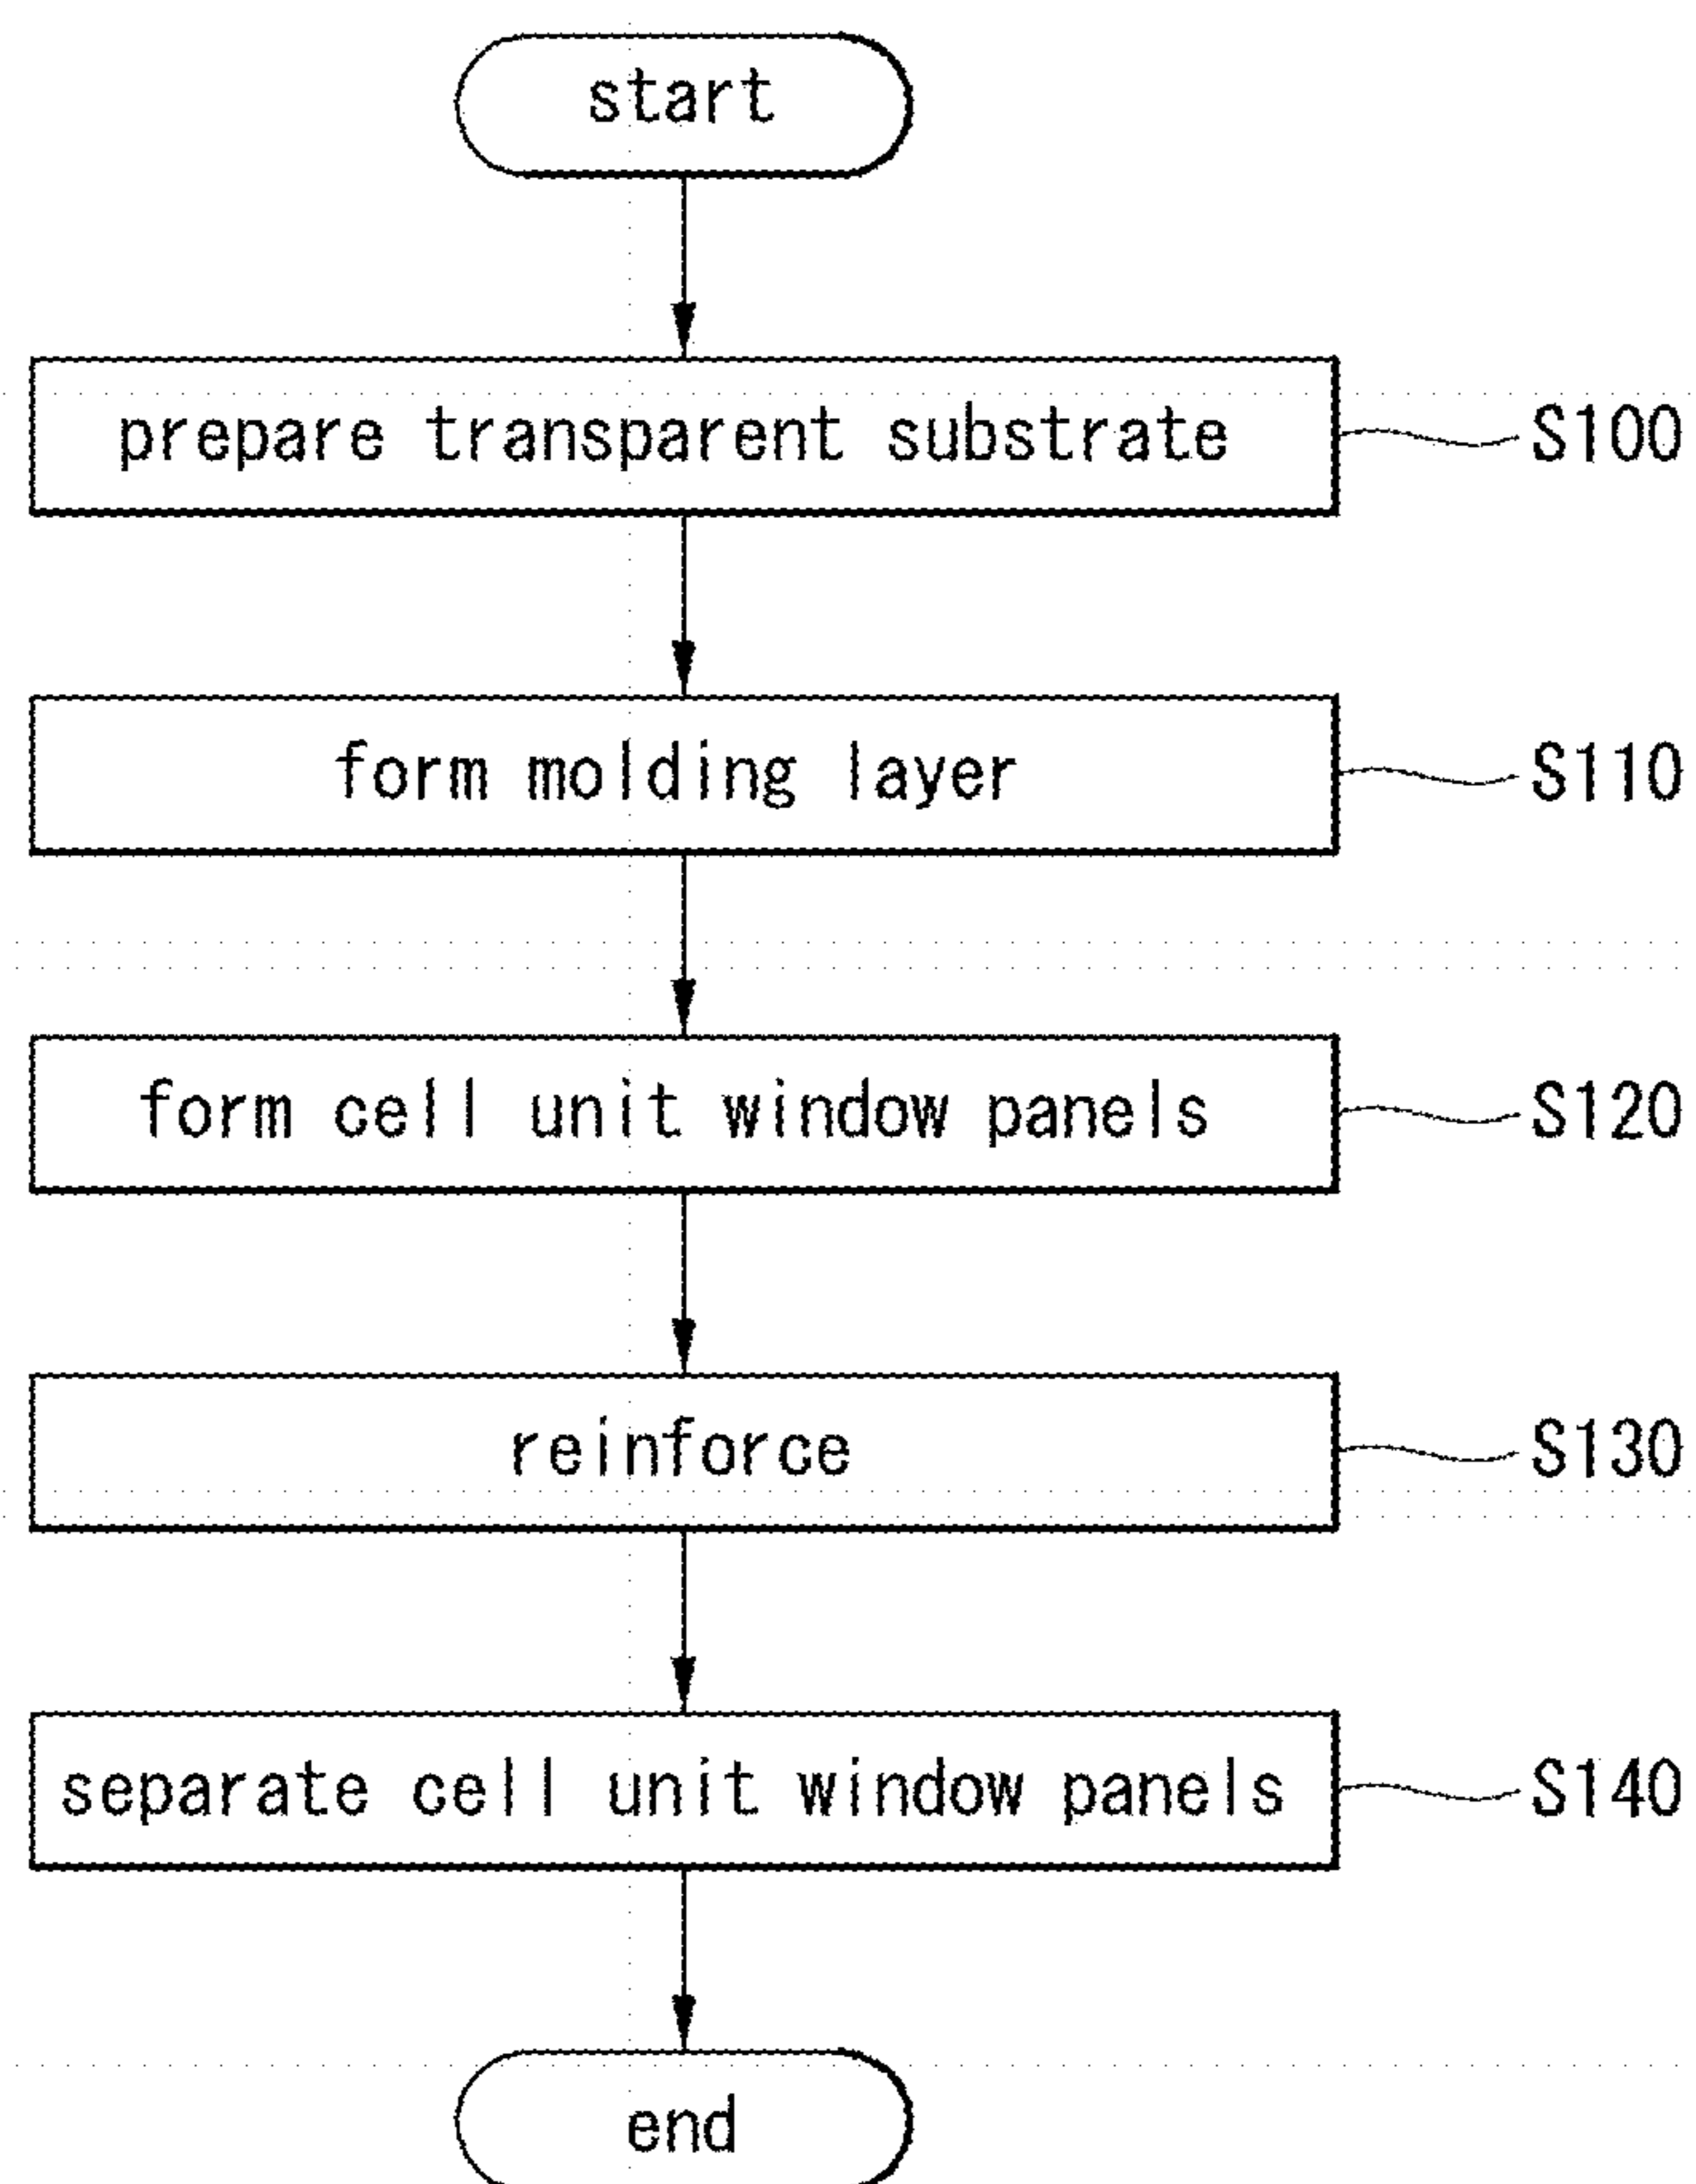 start
prepare transparent substrate S100
form molding layer S110
form cell unit window panels S120
reinforce S130
separate cell unit window panels S140
end